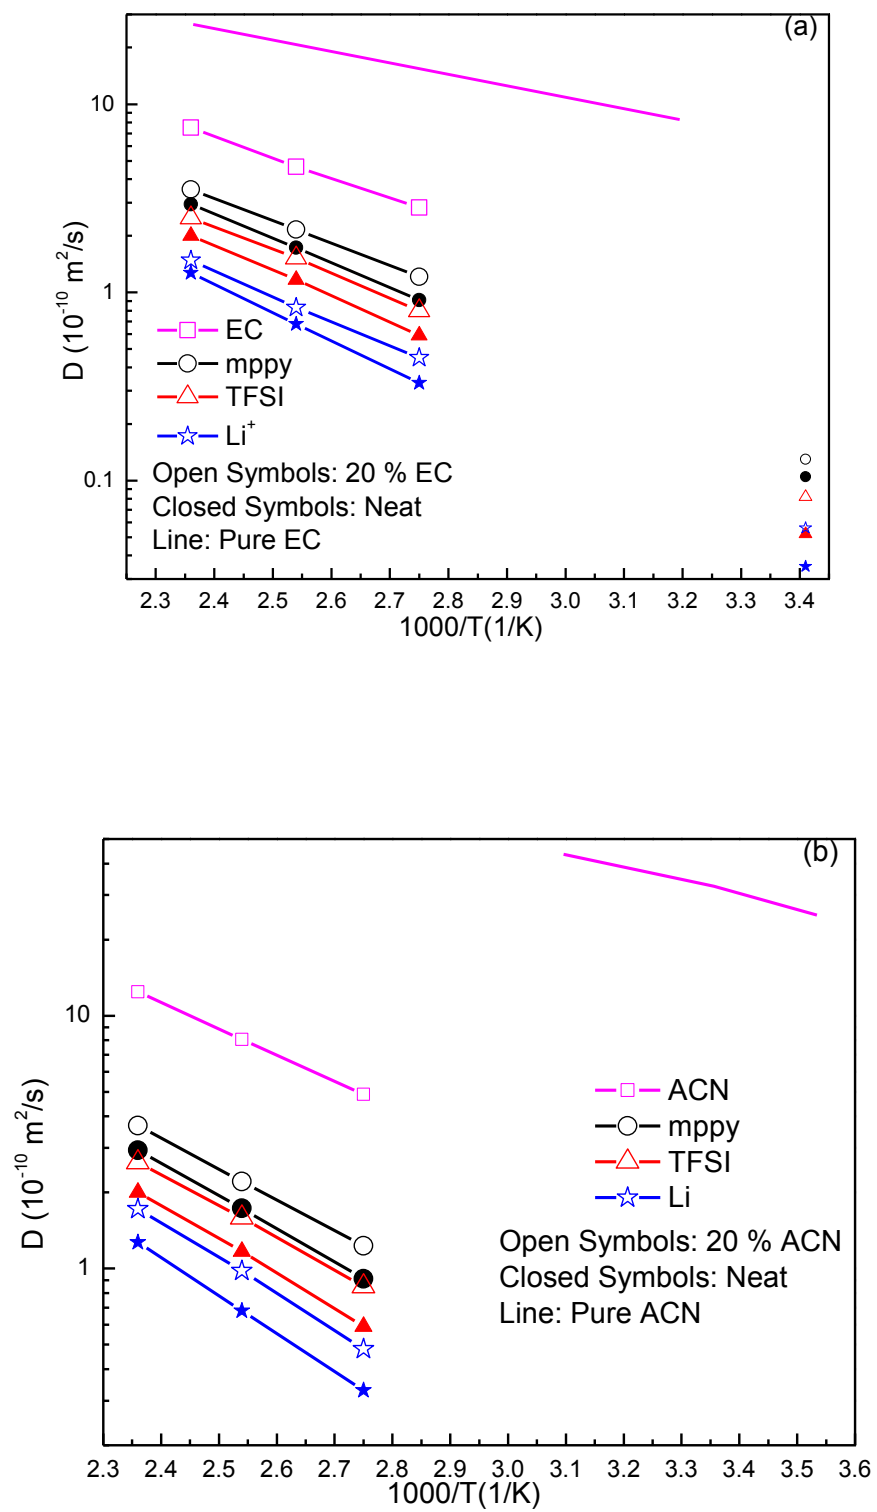 (a)
10
1
0.1
D (10⁻¹⁰ m²/s)
EC
mppy
TFSI
Li⁺
Open Symbols: 20 % EC
Closed Symbols: Neat
Line: Pure EC
2.3 2.4 2.5 2.6 2.7 2.8 2.9 3.0 3.1 3.2 3.3 3.4
1000/T(1/K)
(b)
10
1
D (10⁻¹⁰ m²/s)
ACN
mppy
TFSI
Li
Open Symbols: 20 % ACN
Closed Symbols: Neat
Line: Pure ACN
2.3 2.4 2.5 2.6 2.7 2.8 2.9 3.0 3.1 3.2 3.3 3.4 3.5 3.6
1000/T(1/K)